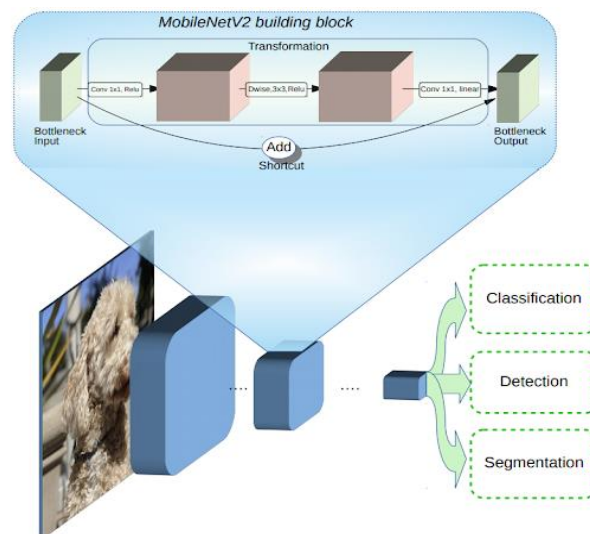 MobileNetV2 building block
Transformation
Conv 1x1, Relu
Dwise,3x3,Relu
Conv 1x1, linear
Bottleneck
Input
Bottleneck
Output
Add
Shortcut
Classification
....
....
Detection
Segmentation